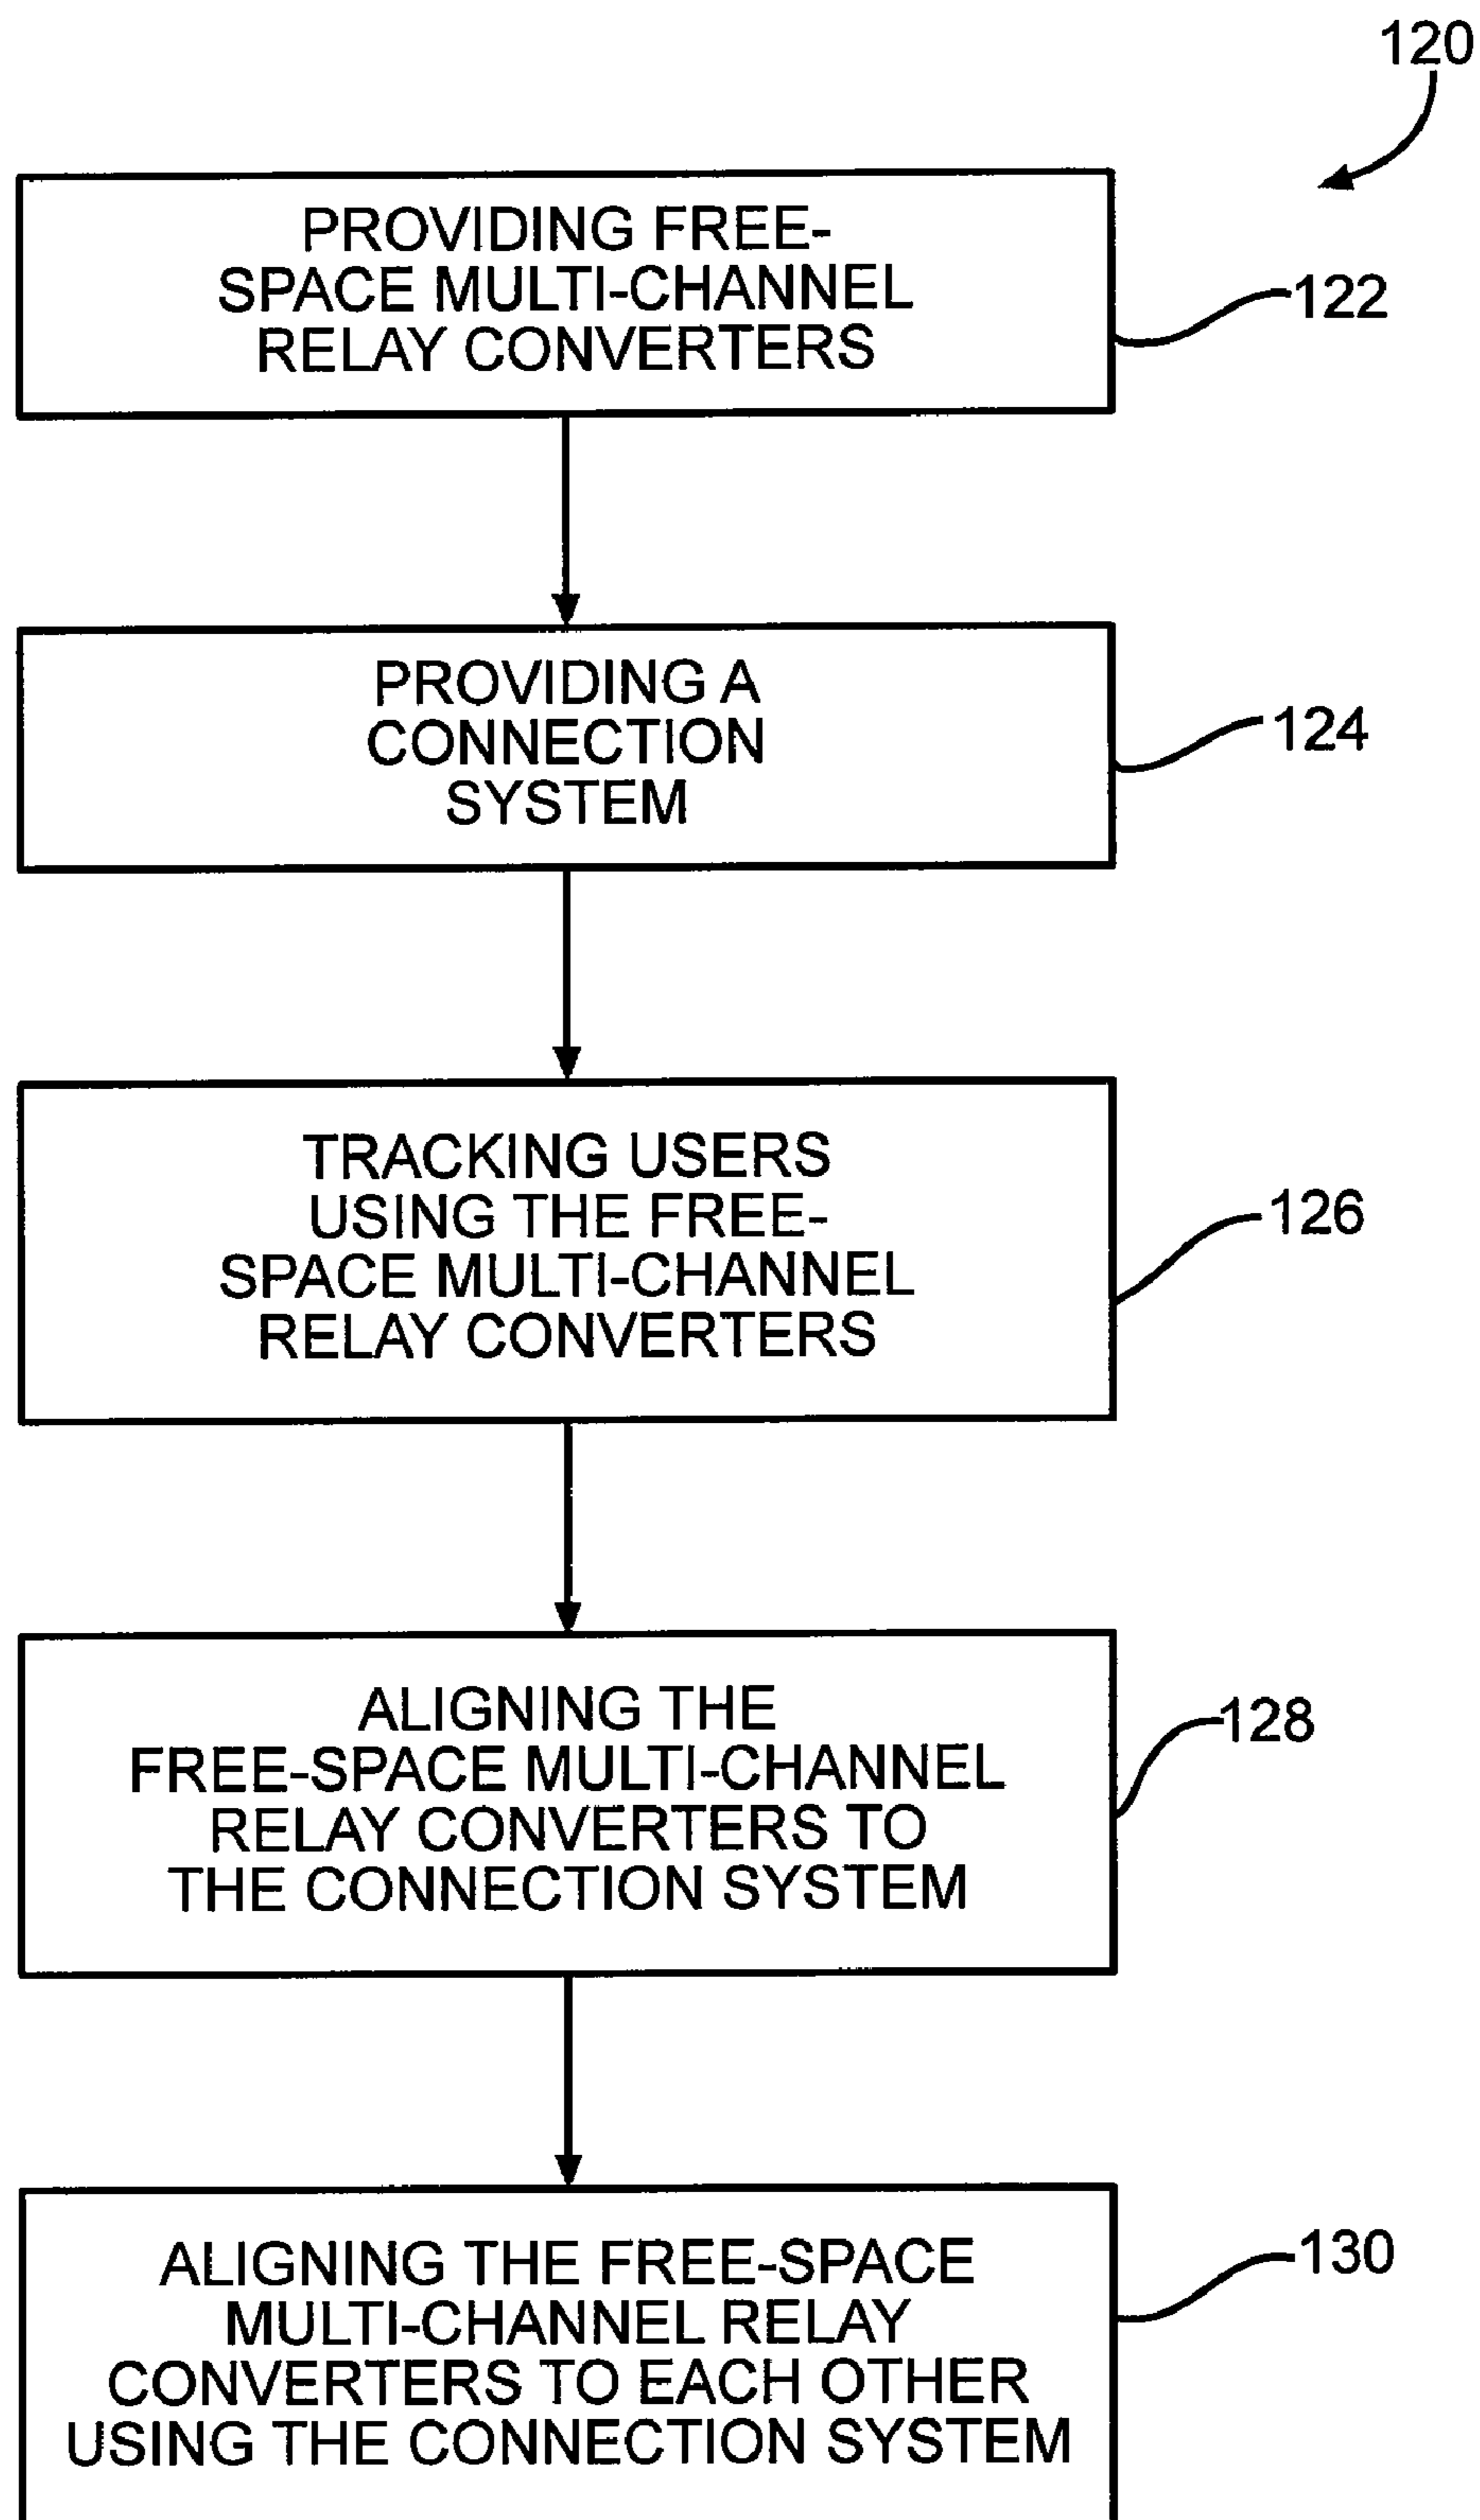 120
PROVIDING FREE-
SPACE MULTI-CHANNEL
RELAY CONVERTERS
122
PROVIDING A
CONNECTION
SYSTEM
124
TRACKING USERS
USING THE FREE-
SPACE MULTI-CHANNEL
RELAY CONVERTERS
126
ALIGNING THE
FREE-SPACE MULTI-CHANNEL
RELAY CONVERTERS TO
THE CONNECTION SYSTEM
128
ALIGNING THE FREE-SPACE
MULTI-CHANNEL RELAY
CONVERTERS TO EACH OTHER
USING THE CONNECTION SYSTEM
130